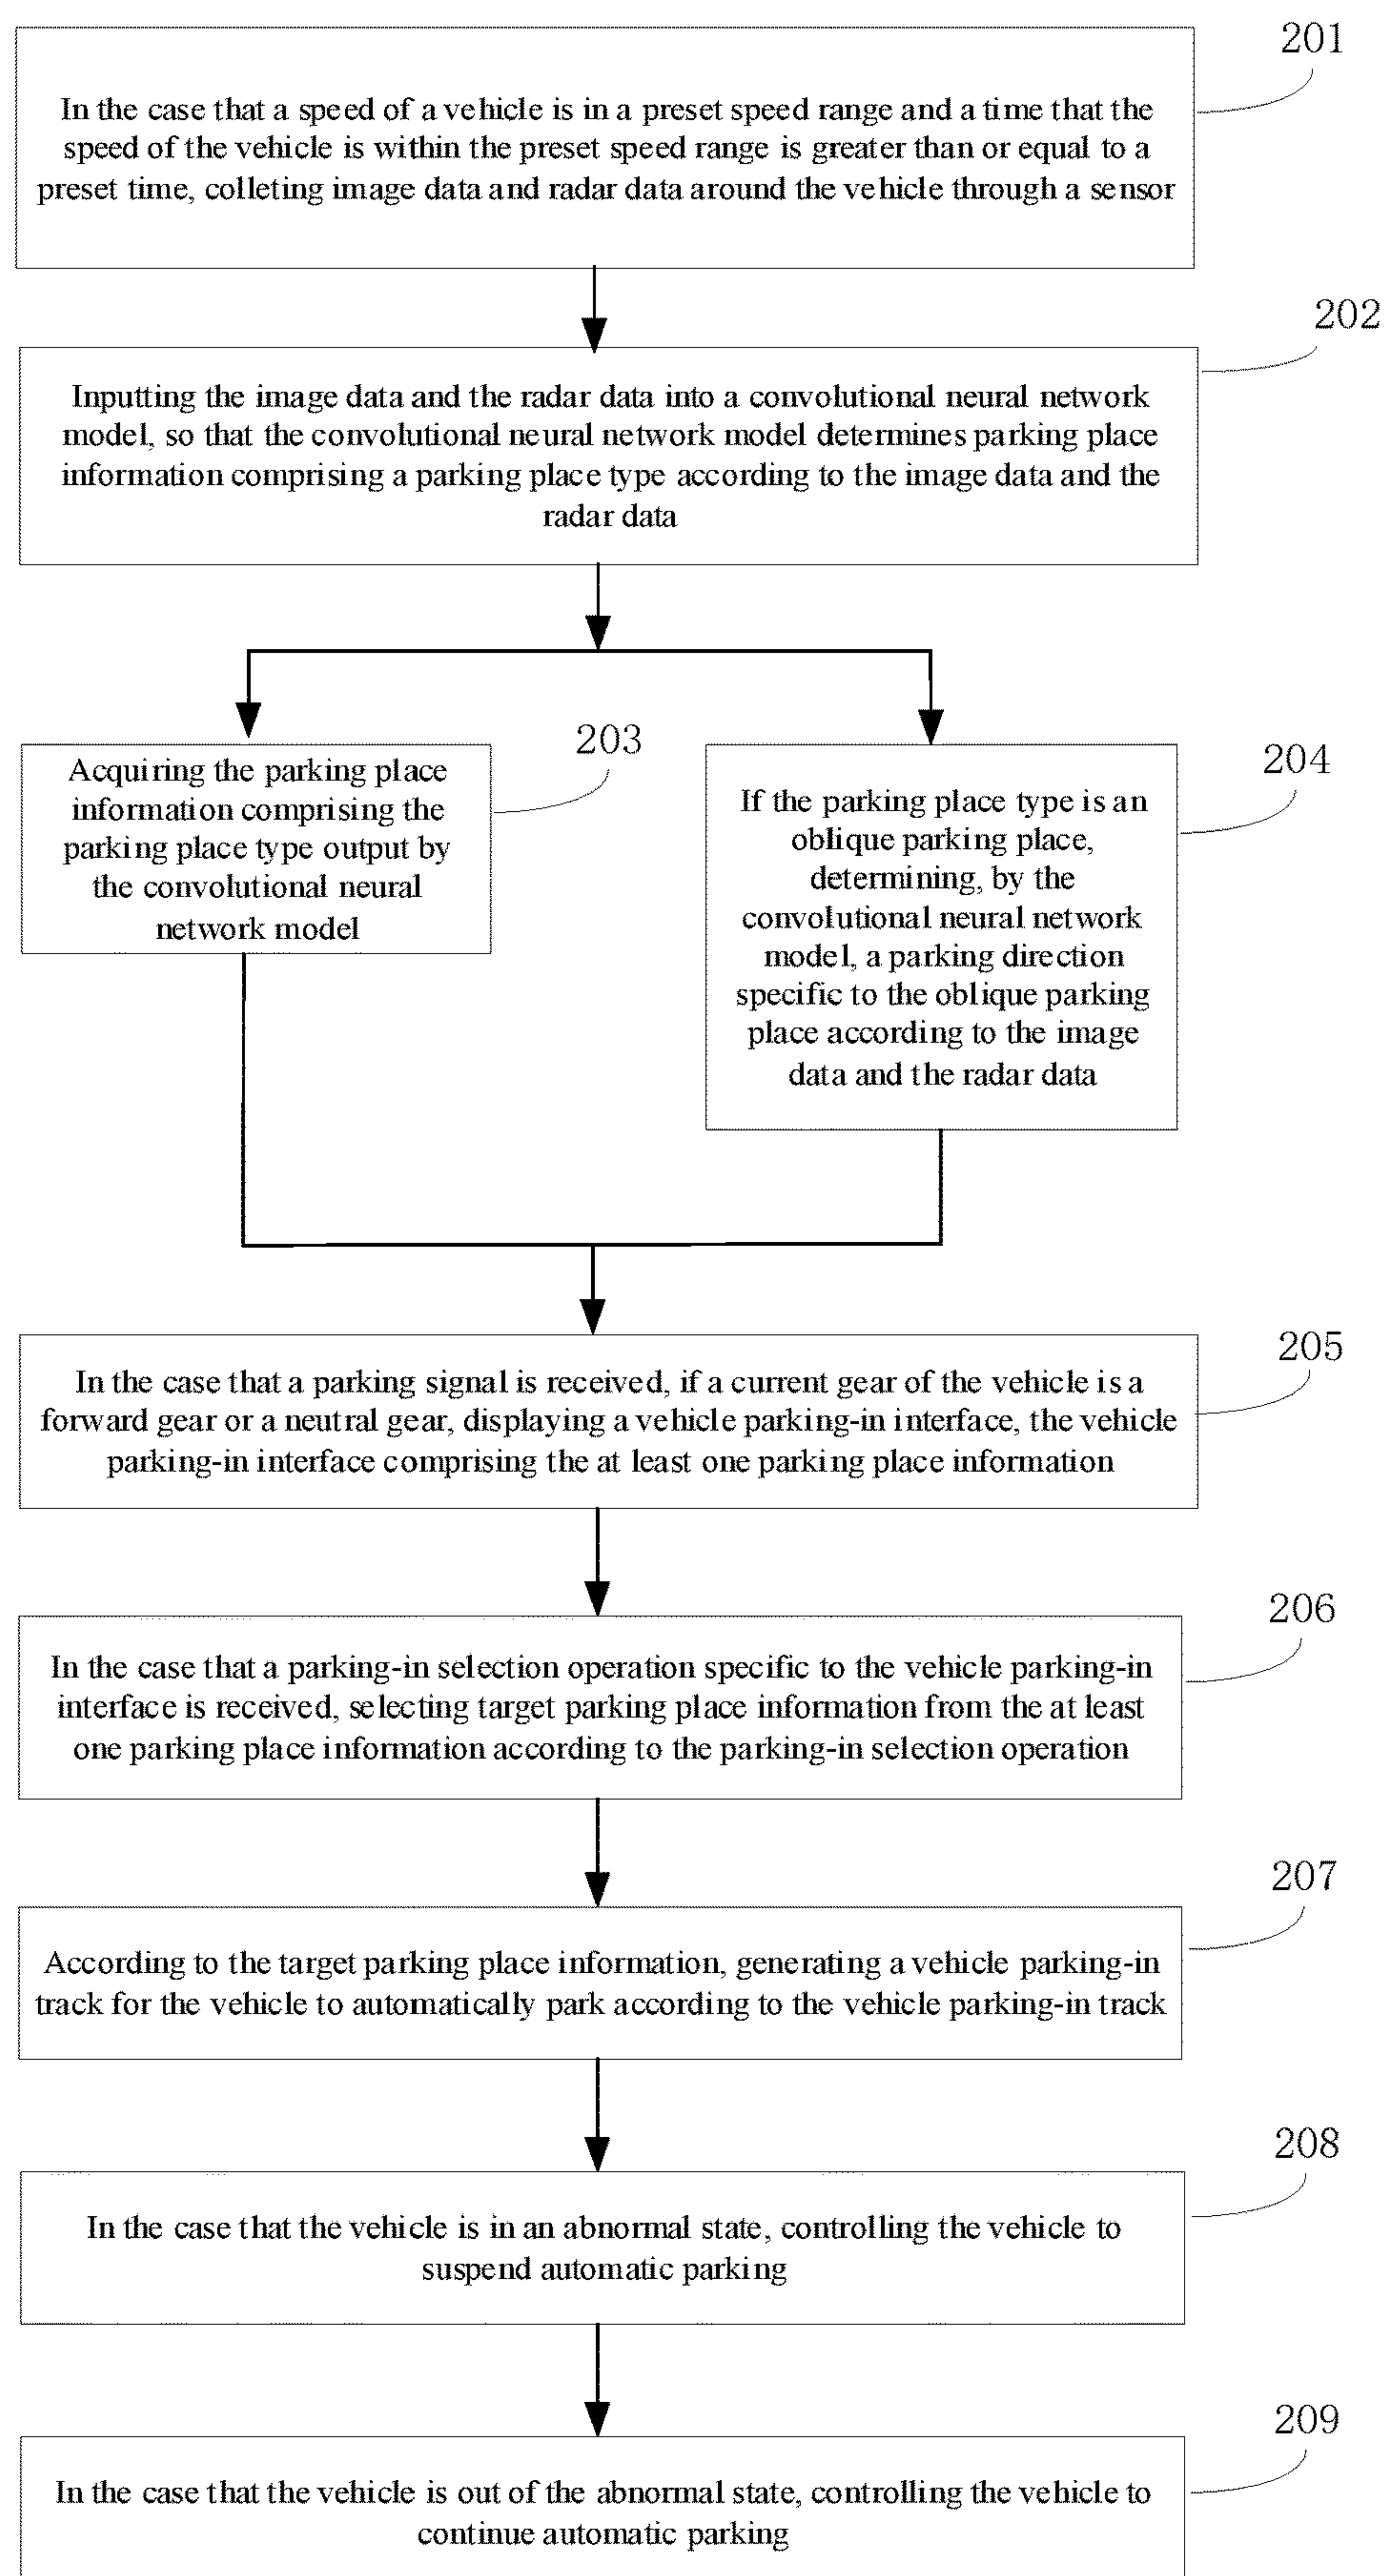 201
In the case that a speed of a vehicle is in a preset speed range and a time that the
speed of the vehicle is within the preset speed range is greater than or equal to a
preset time, colleting image data and radar data around the vehicle through a sensor
202
Inputting the image data and the radar data into a convolutional neural network
model, so that the convolutional neural network model determines parking place
information comprising a parking place type according to the image data and the
radar data
203
Acquiring the parking place
information comprising the
parking place type output by
the convolutional neural
network model
204
If the parking place type is an
oblique parking place,
determining, by the
convolutional neural network
model, a parking direction
specific to the oblique parking
place according to the image
data and the radar data
205
In the case that a parking signal is received, if a current gear of the vehicle is a
forward gear or a neutral gear, displaying a vehicle parking-in interface, the vehicle
parking-in interface comprising the at least one parking place information
206
In the case that a parking-in selection operation specific to the vehicle parking-in
interface is received, selecting target parking place information from the at least
one parking place information according to the parking-in selection operation
207
According to the target parking place information, generating a vehicle parking-in
track for the vehicle to automatically park according to the vehicle parking-in track
208
In the case that the vehicle is in an abnormal state, controlling the vehicle to
suspend automatic parking
209
In the case that the vehicle is out of the abnormal state, controlling the vehicle to
continue automatic parking